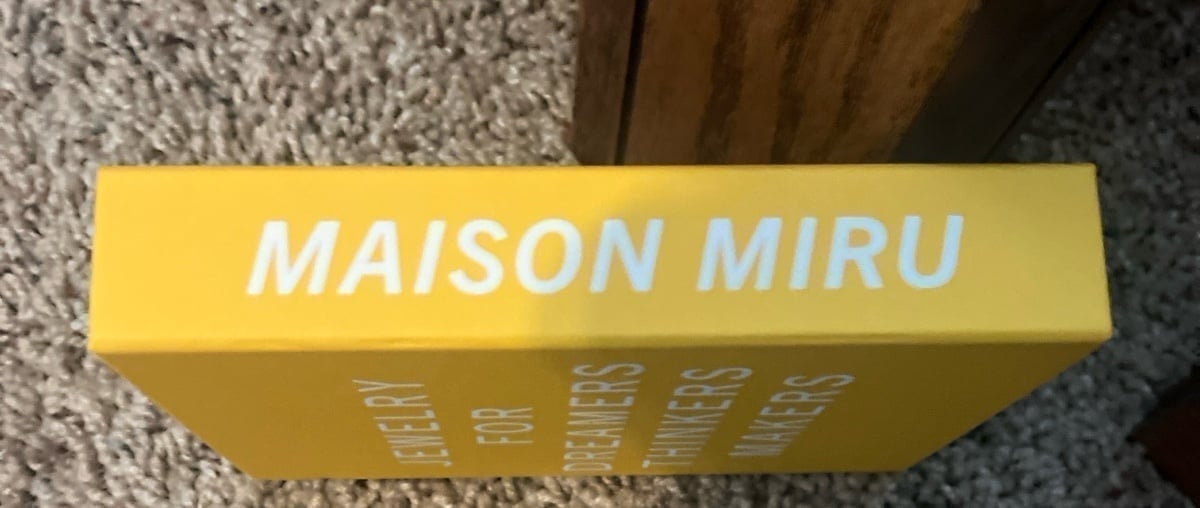 MAISON MIRU
JEWELRY
FOR
DREAMERS
THINKERS
MAKERS